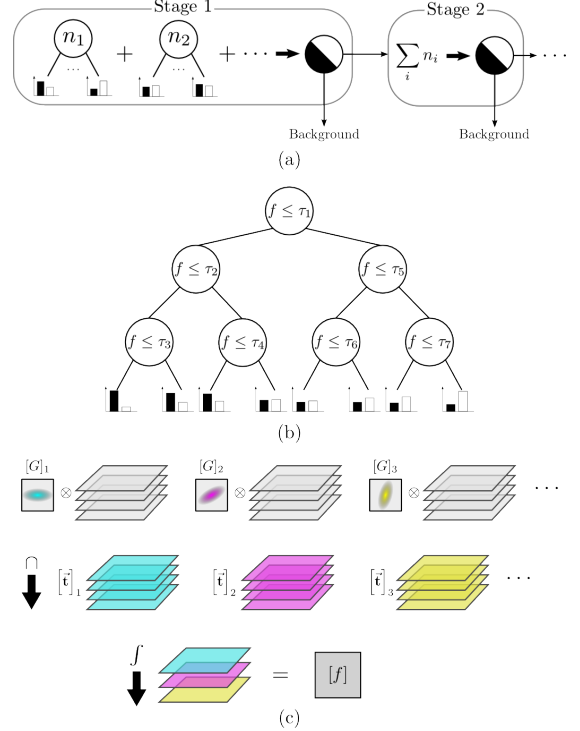 Stage 1
Stage 2
n₁ + n₂ + ···
∑ᵢ nᵢ
···
... ...
Background
Background
(a)
f ≤ τ₁
f ≤ τ₂ f ≤ τ₅
f ≤ τ₃ f ≤ τ₄ f ≤ τ₆ f ≤ τ₇
(b)
[G]₁ [G]₂ [G]₃
⊗ ⊗ ⊗ ···
∩ [t⃗]₁ [t⃗]₂ [t⃗]₃ ···
∫ = [f]
(c)